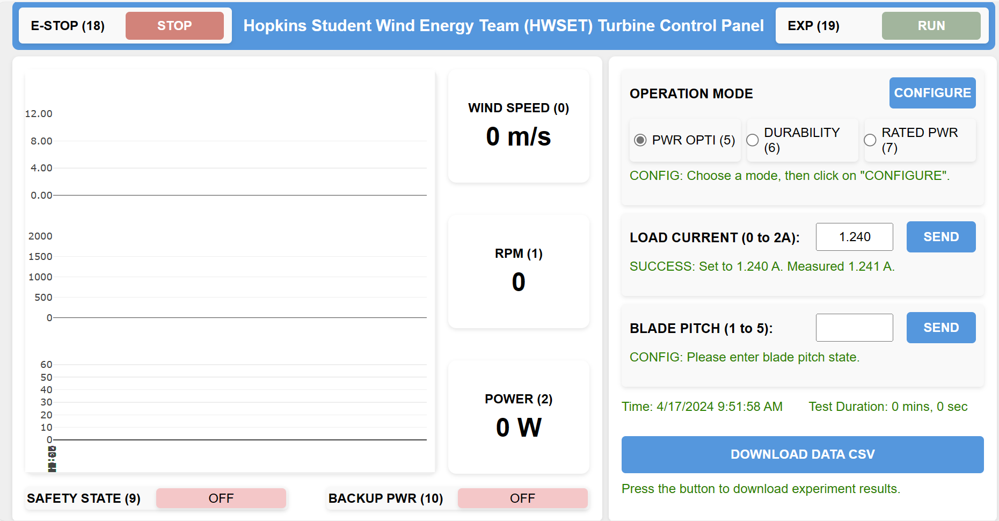 E-STOP (18)
STOP
Hopkins Student Wind Energy Team (HWSET) Turbine Control Panel
EXP (19)
RUN
12.00
8.00
4.00
0.00
2000
1500
1000
500
0
60
50
40
30
20
10
0
WIND SPEED (0)
0 m/s
RPM (1)
0
POWER (2)
0 W
SAFETY STATE (9)
OFF
BACKUP PWR (10)
OFF
OPERATION MODE
CONFIGURE
PWR OPTI (5)
DURABILITY
(6)
RATED PWR
(7)
CONFIG: Choose a mode, then click on "CONFIGURE".
LOAD CURRENT (0 to 2A):
1.240
SEND
SUCCESS: Set to 1.240 A. Measured 1.241 A.
BLADE PITCH (1 to 5):
SEND
CONFIG: Please enter blade pitch state.
Time: 4/17/2024 9:51:58 AM
Test Duration: 0 mins, 0 sec
DOWNLOAD DATA CSV
Press the button to download experiment results.